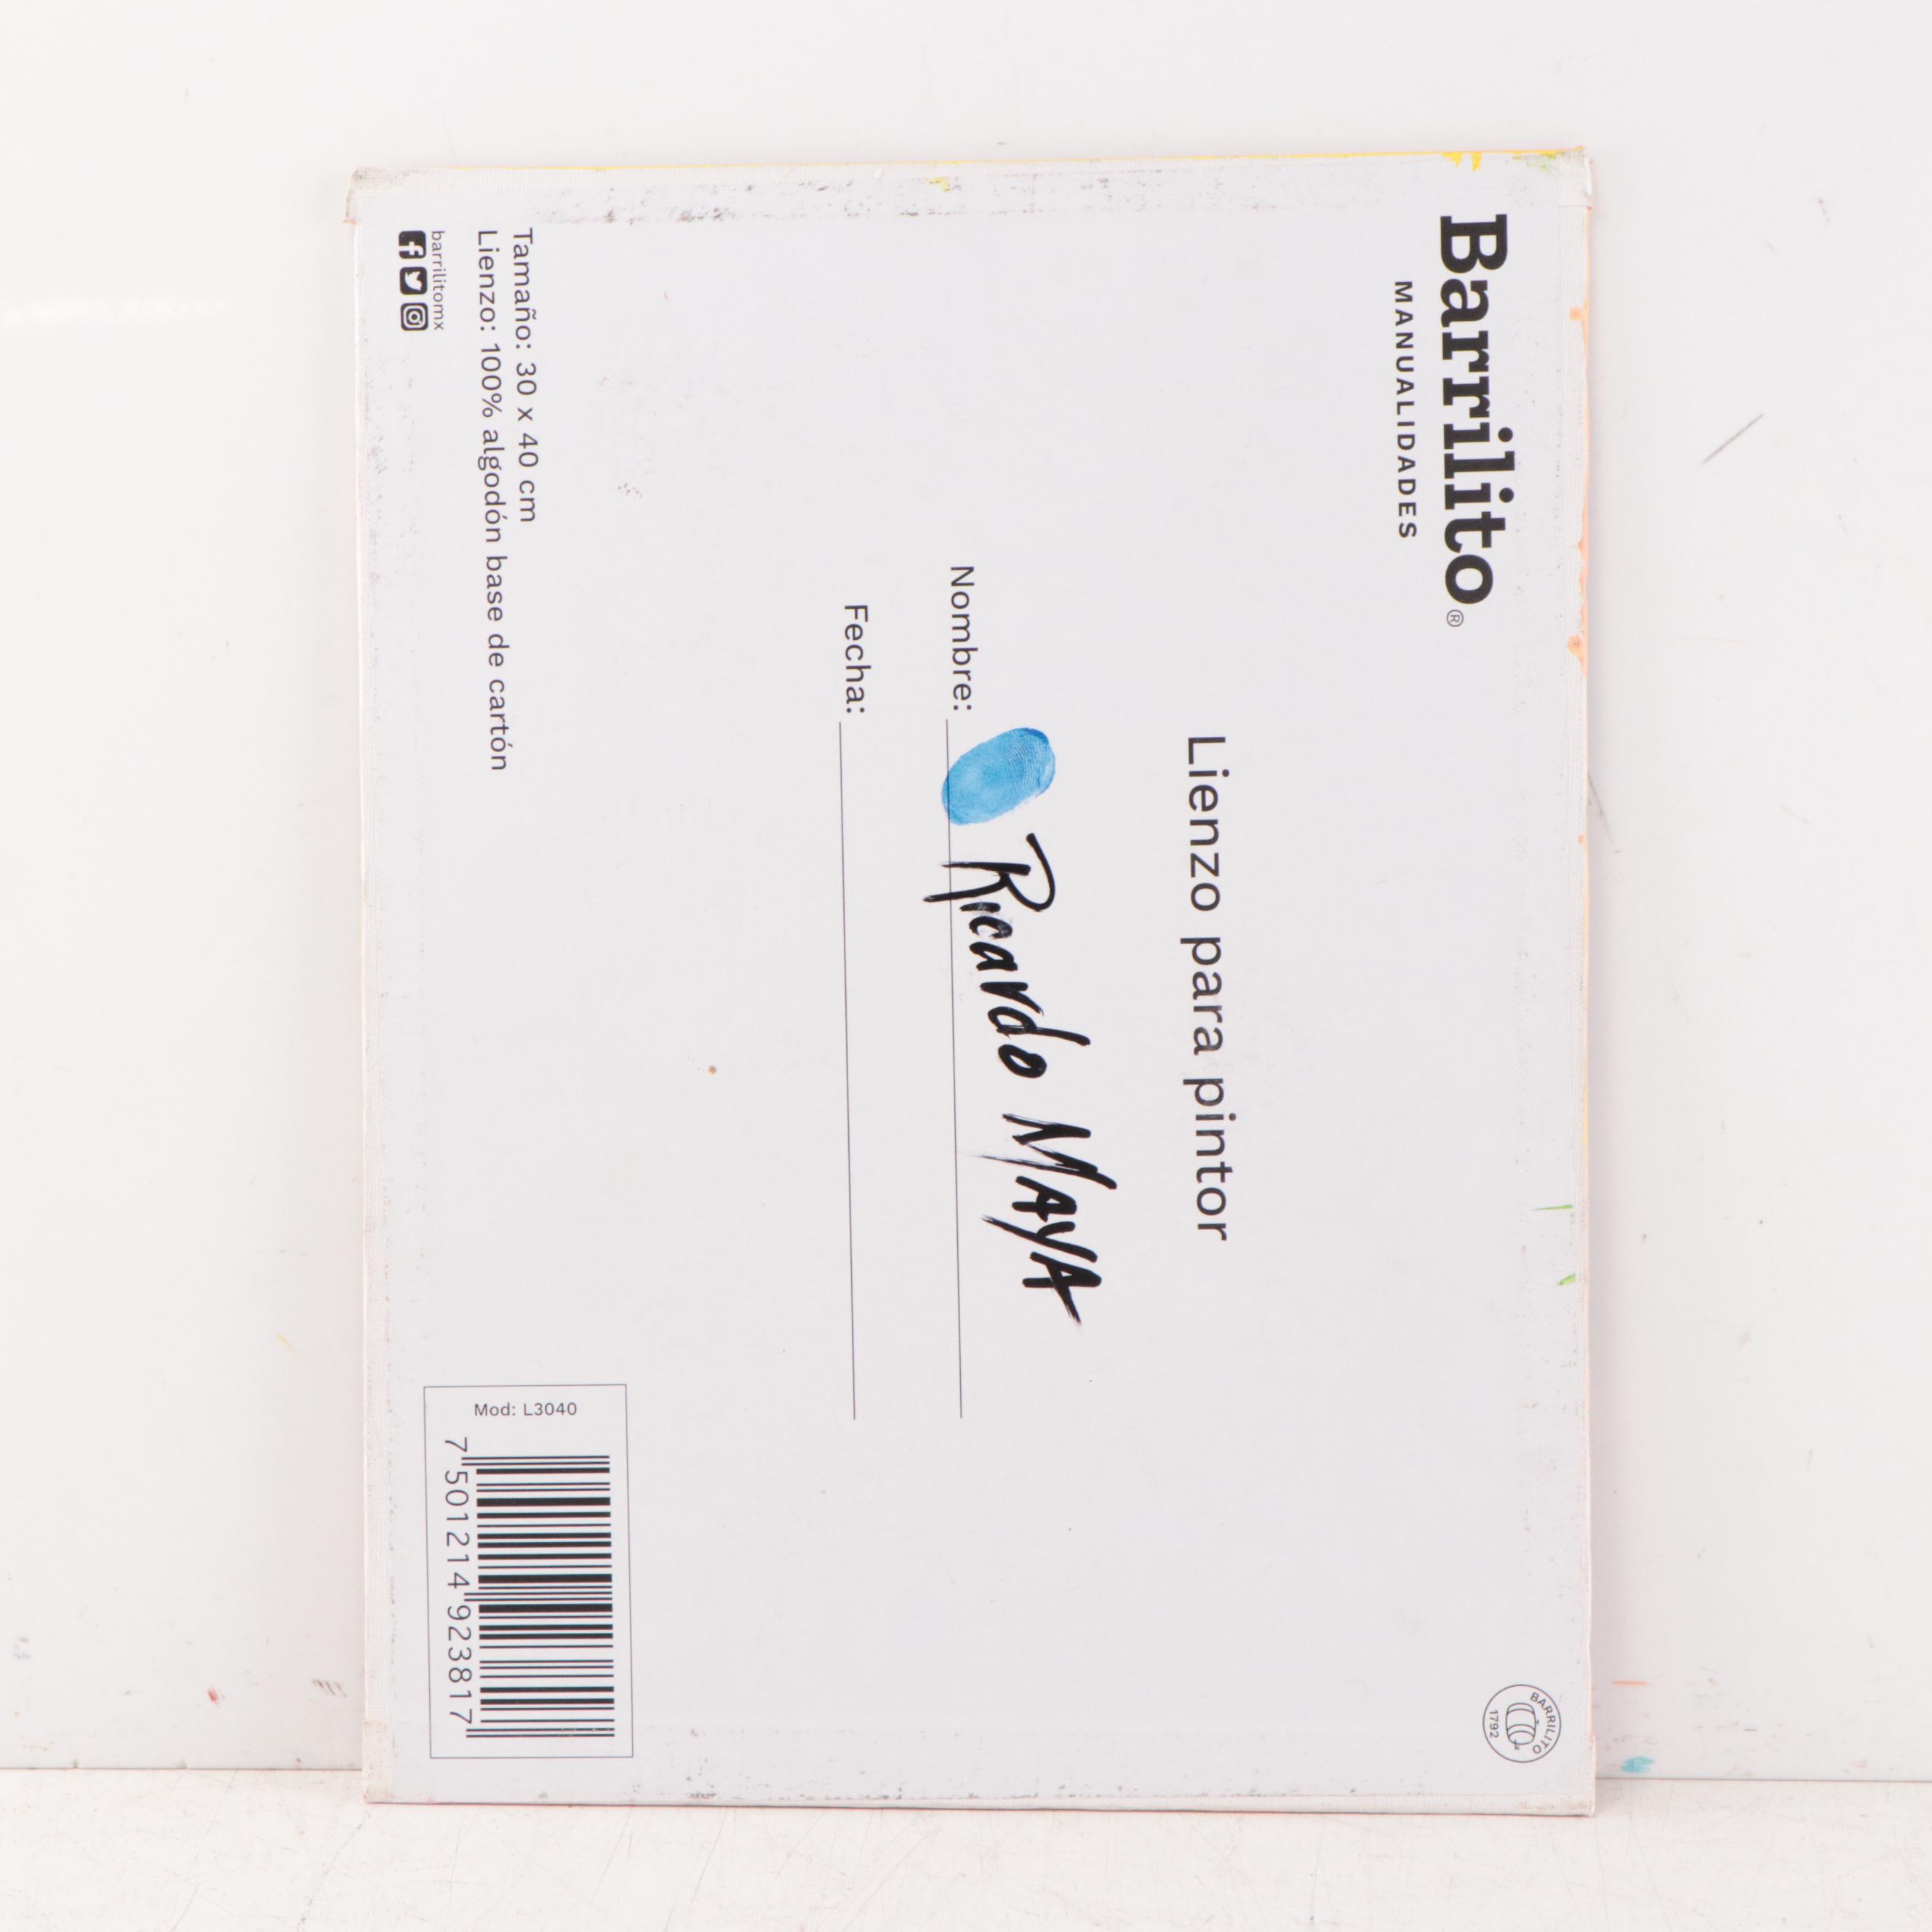 Barrilito®
MANUALIDADES
BARRILITO
1792
Lienzo para pintor
Nombre: Ricardo MAYA
Fecha:
Tamaño: 30 x 40 cm
Lienzo: 100% algodón base de cartón
barrilitomx
Mod: L3040
7 501214 923817